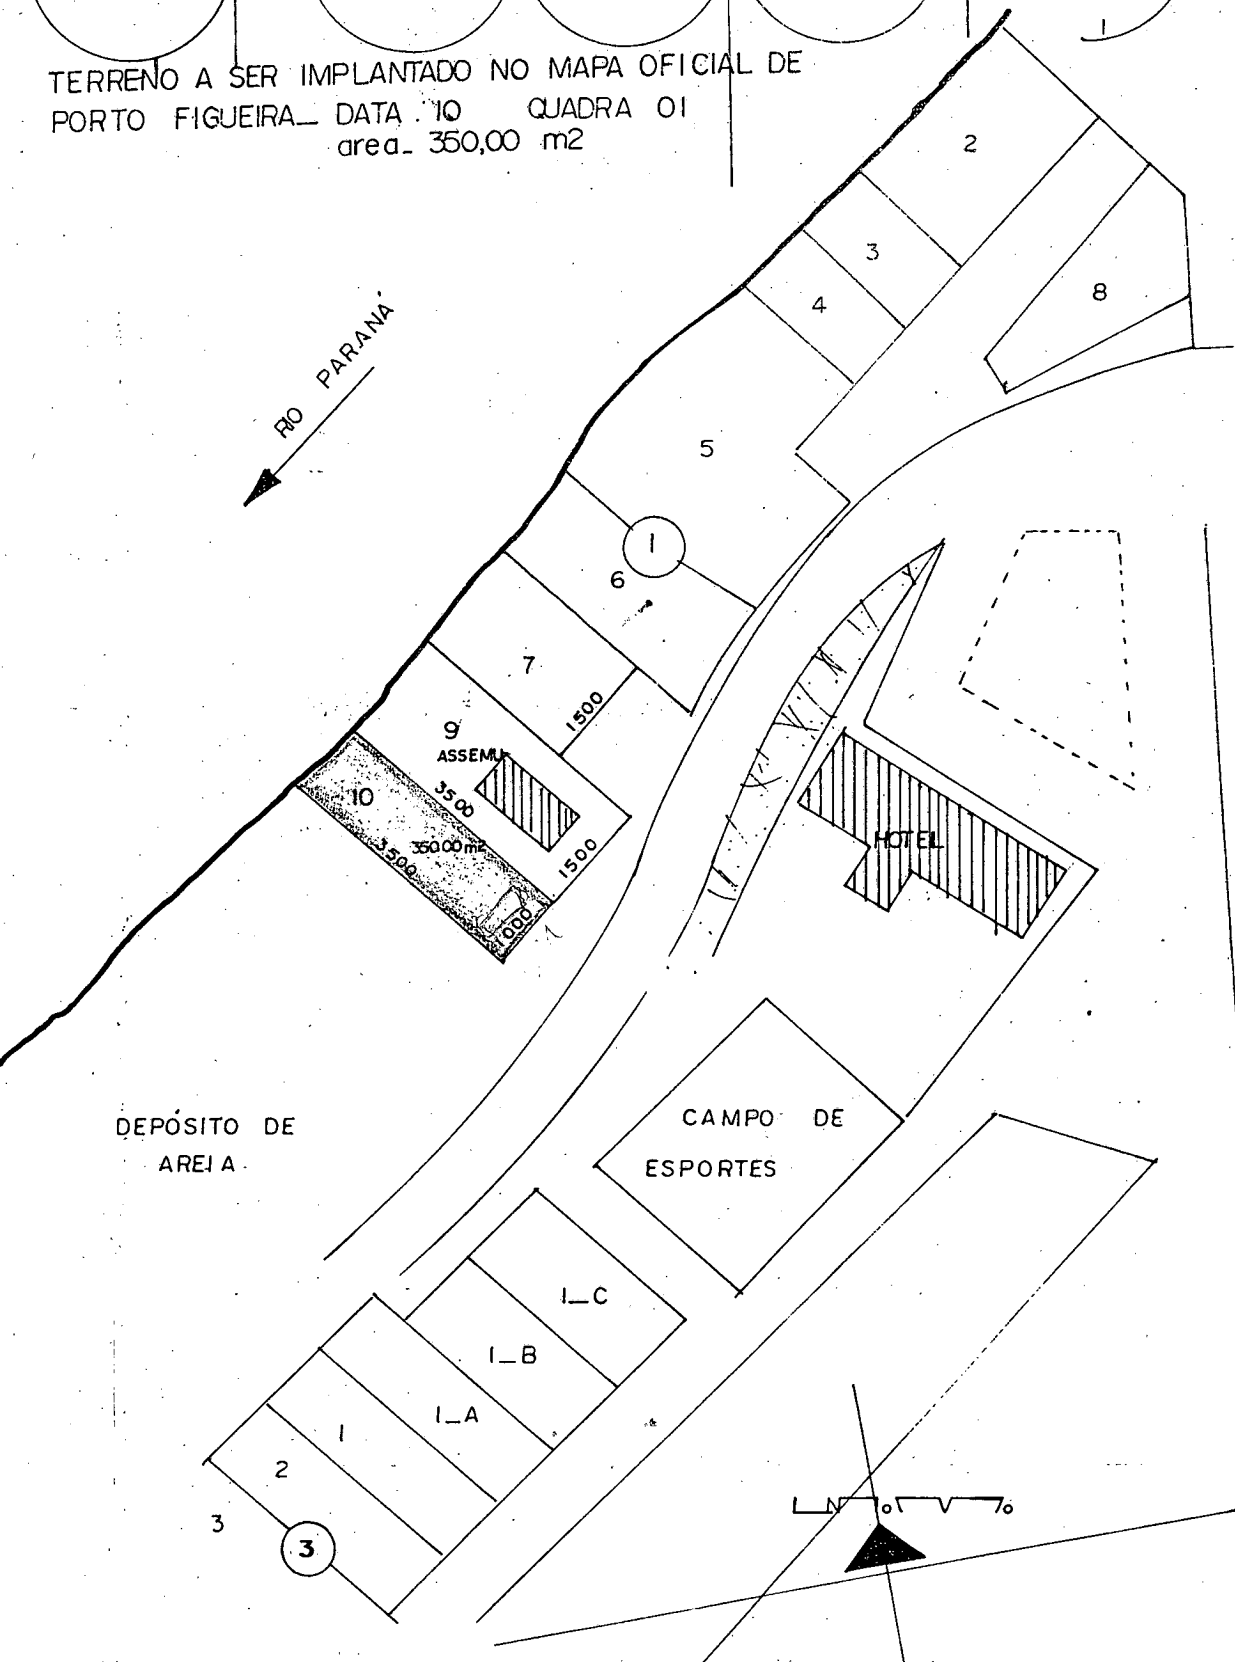 TERRENO A SER IMPLANTADO NO MAPA OFICIAL DE
PORTO FIGUEIRA_ DATA . 10 QUADRA 01
area_ 350,00 m2
1
2
3
4
8
RIO PARANÁ
5
1
6
7
1500
9
ASSEMU
10
3500
350.00 m2
3500
1500
1000
HOTEL
DEPÓSITO DE
AREIA
CAMPO DE
ESPORTES
1_C
1_B
1_A
1
2
3
3